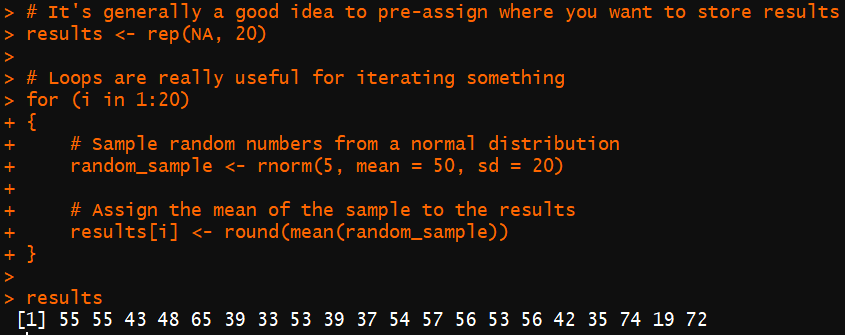 > # It's generally a good idea to pre-assign where you want to store results
> results <- rep(NA, 20)
>
> # Loops are really useful for iterating something
> for (i in 1:20)
+ {
+     # Sample random numbers from a normal distribution
+     random_sample <- rnorm(5, mean = 50, sd = 20)
+
+     # Assign the mean of the sample to the results
+     results[i] <- round(mean(random_sample))
+ }
>
> results
 [1] 55 55 43 48 65 39 33 53 39 37 54 57 56 53 56 42 35 74 19 72